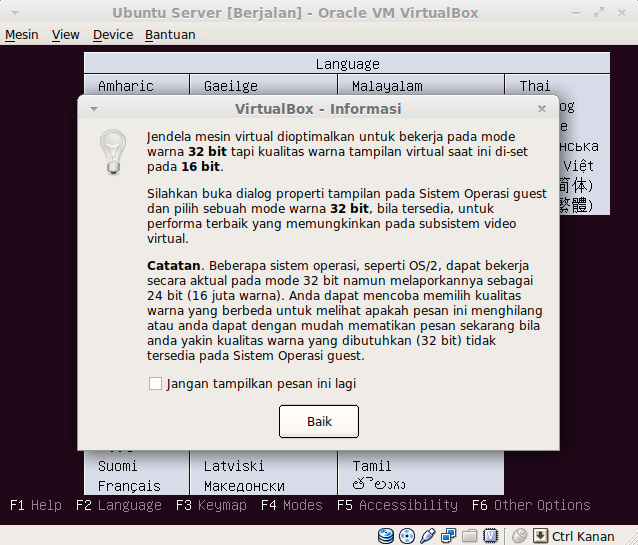 Ubuntu Server [Berjalan] - Oracle VM VirtualBox
Mesin View Device Bantuan
Language
Amharic Gaeilge Malayalam Thai
VirtualBox - Informasi
Jendela mesin virtual dioptimalkan untuk bekerja pada mode
warna 32 bit tapi kualitas warna tampilan virtual saat ini di-set
pada 16 bit.
Silahkan buka dialog properti tampilan pada Sistem Operasi guest
dan pilih sebuah mode warna 32 bit, bila tersedia, untuk
performa terbaik yang memungkinkan pada subsistem video
virtual.
Catatan. Beberapa sistem operasi, seperti OS/2, dapat bekerja
secara aktual pada mode 32 bit namun melaporkannya sebagai
24 bit (16 juta warna). Anda dapat mencoba memilih kualitas
warna yang berbeda untuk melihat apakah pesan ini menghilang
atau anda dapat dengan mudah mematikan pesan sekarang bila
anda yakin kualitas warna yang dibutuhkan (32 bit) tidak
tersedia pada Sistem Operasi guest.
Jangan tampilkan pesan ini lagi
Baik
Việt
简体)
繁體)
Suomi Latviski Tamil
Français Македонски తెలుగు
F1 Help F2 Language F3 Keymap F4 Modes F5 Accessibility F6 Other Options
Ctrl Kanan